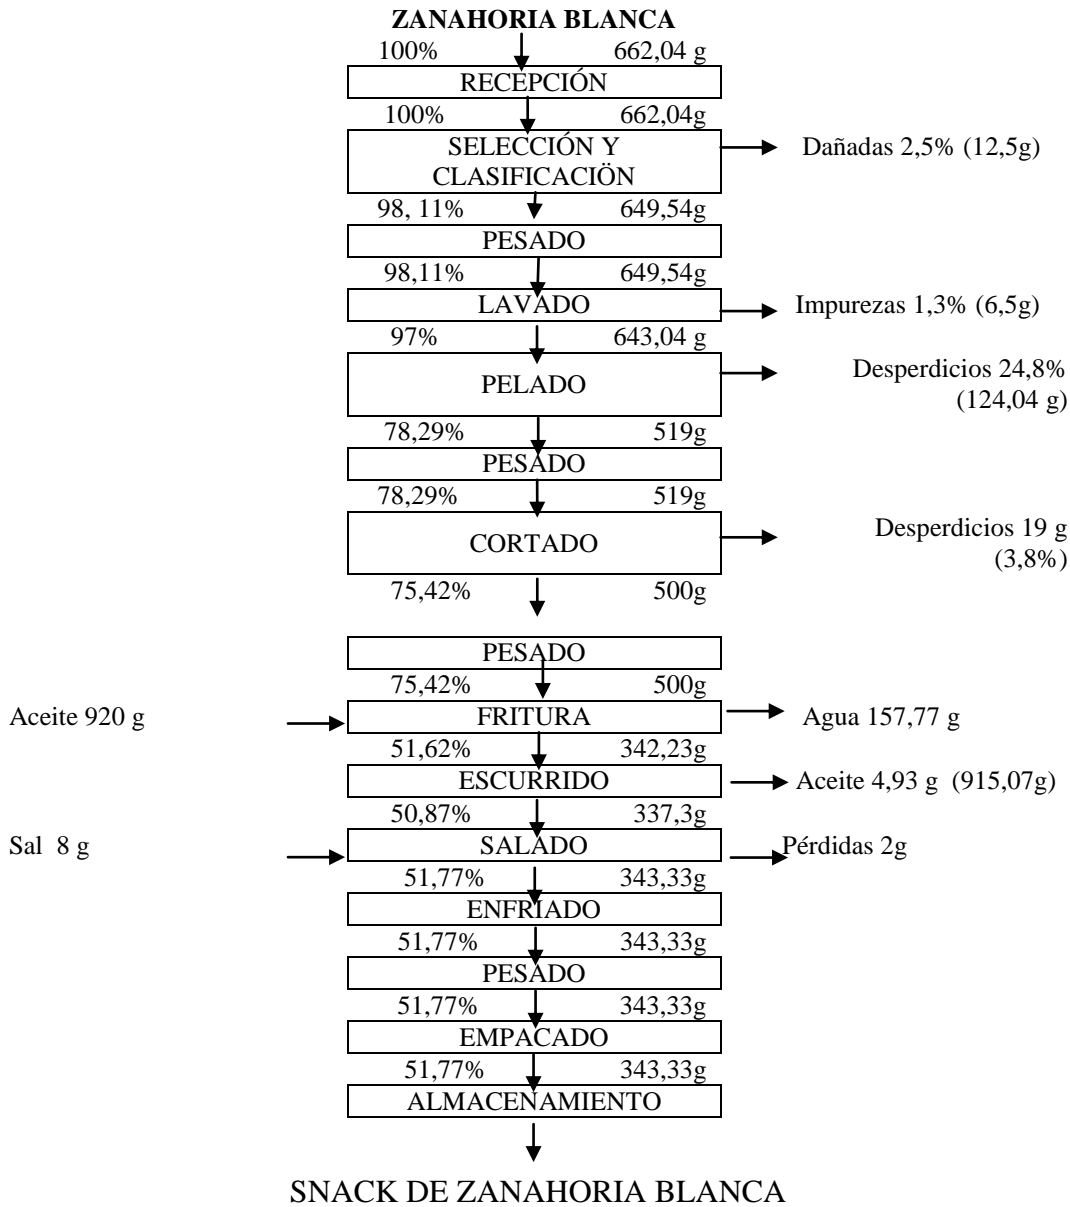 ZANAHORIA BLANCA
100% 662,04 g
RECEPCIÓN
100% 662,04g
SELECCIÓN Y
CLASIFICACIÖN
Dañadas 2,5% (12,5g)
98, 11% 649,54g
PESADO
98,11% 649,54g
LAVADO
Impurezas 1,3% (6,5g)
97% 643,04 g
PELADO
Desperdicios 24,8%
(124,04 g)
78,29% 519g
PESADO
78,29% 519g
CORTADO
Desperdicios 19 g
(3,8%)
75,42% 500g
PESADO
75,42% 500g
Aceite 920 g
FRITURA
Agua 157,77 g
51,62% 342,23g
ESCURRIDO
Aceite 4,93 g (915,07g)
50,87% 337,3g
Sal 8 g
SALADO
Pérdidas 2g
51,77% 343,33g
ENFRIADO
51,77% 343,33g
PESADO
51,77% 343,33g
EMPACADO
51,77% 343,33g
ALMACENAMIENTO
SNACK DE ZANAHORIA BLANCA